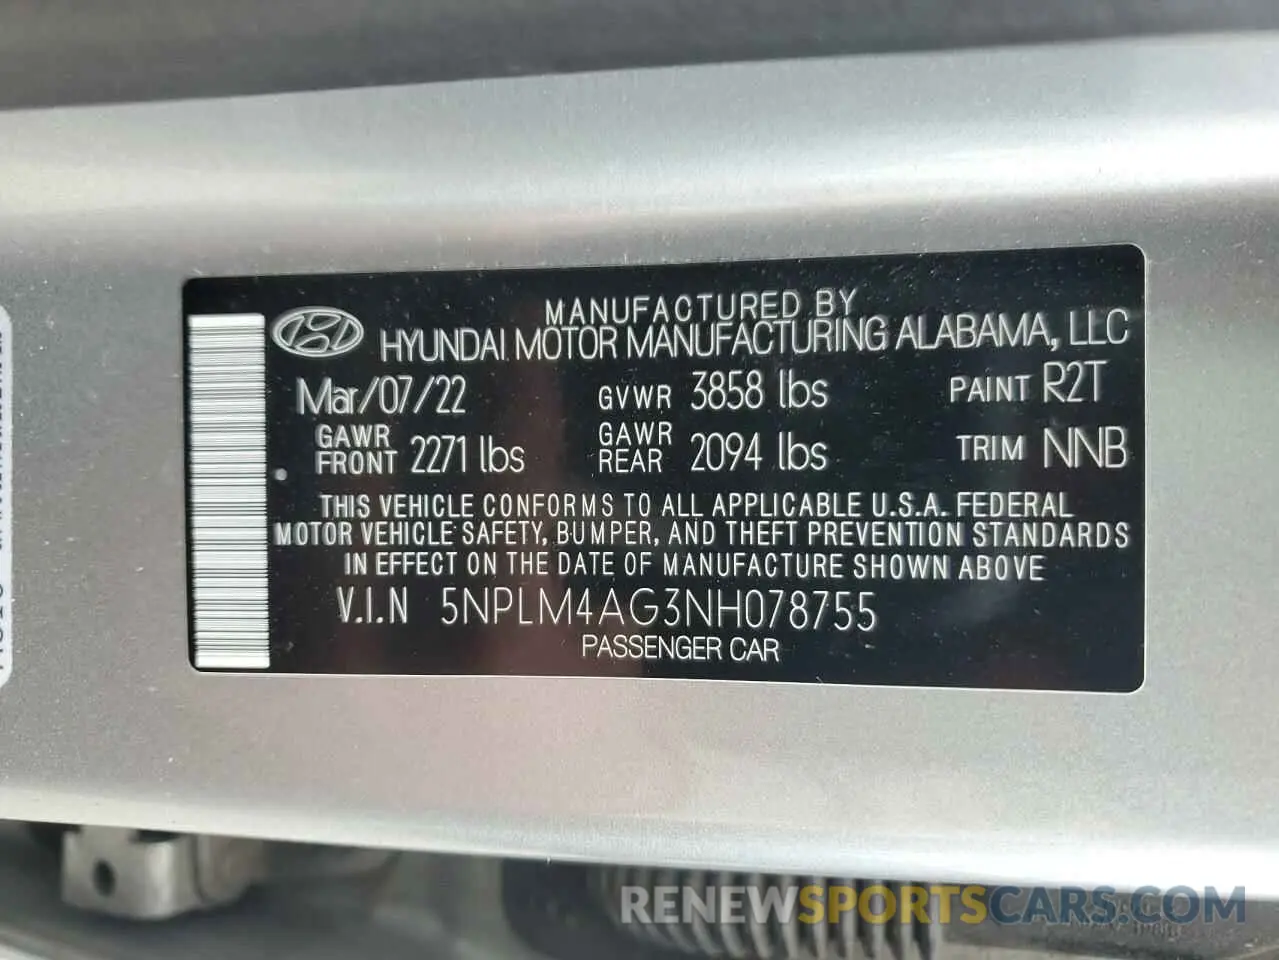 MANUFACTURED BY
HYUNDAI MOTOR MANUFACTURING ALABAMA, LLC
Mar/07/22 GVWR 3858 lbs PAINT R2T
GAWR FRONT 2271 lbs GAWR REAR 2094 lbs TRIM NNB
THIS VEHICLE CONFORMS TO ALL APPLICABLE U.S.A. FEDERAL
MOTOR VEHICLE SAFETY, BUMPER, AND THEFT PREVENTION STANDARDS
IN EFFECT ON THE DATE OF MANUFACTURE SHOWN ABOVE
V.I.N 5NPLM4AG3NH078755
PASSENGER CAR
RENEWSPORTSCARS.COM